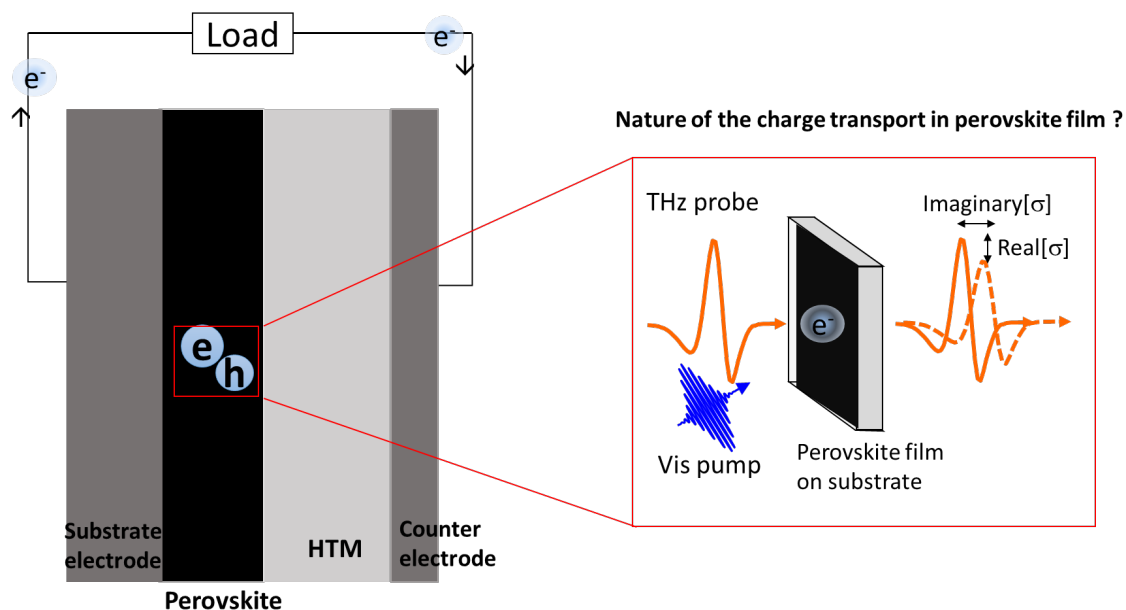 Load
e-
e-
e
h
Substrate
electrode
Perovskite
HTM
Counter
electrode
Nature of the charge transport in perovskite film ?
THz probe
Vis pump
e-
Perovskite film
on substrate
Imaginary[σ]
Real[σ]